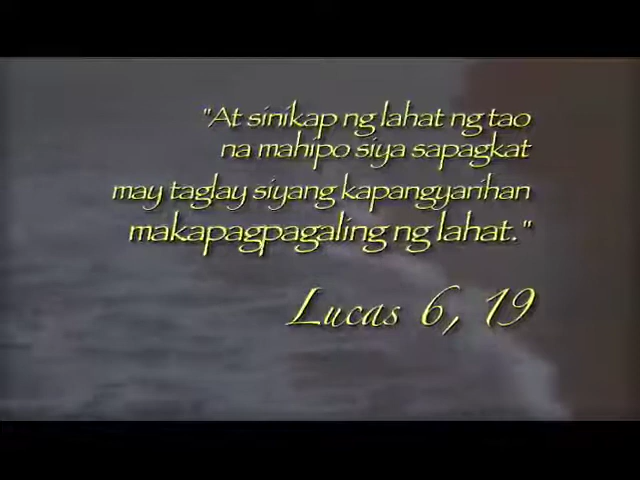 "At sinikap ng lahat ng tao
na mahipo siya sapagkat
may taglay siyang kapangyarihan
makapagpagaling ng lahat."
Lucas 6, 19